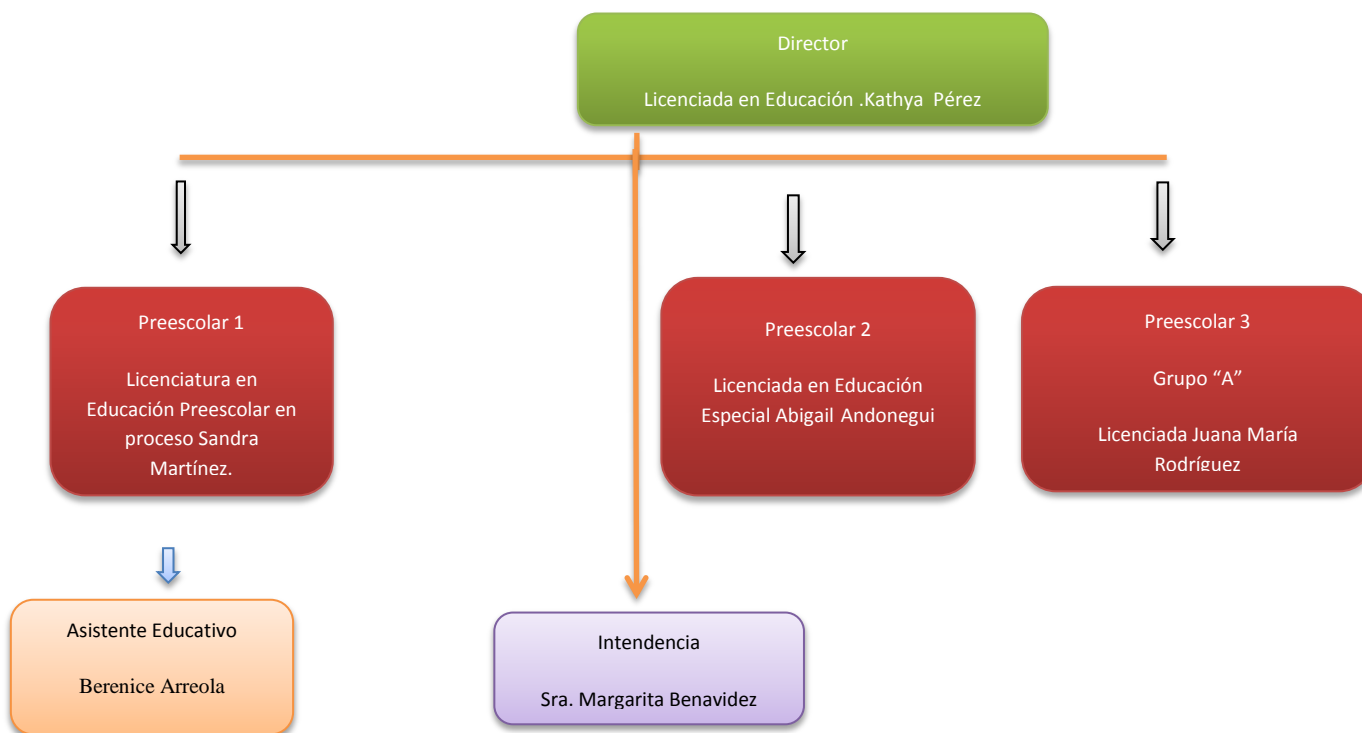 Director
Licenciada en Educación .Kathya Pérez
Preescolar 1
Licenciatura en
Educación Preescolar en
proceso Sandra
Martínez.
Preescolar 2
Licenciada en Educación
Especial Abigail Andonegui
Preescolar 3
Grupo “A”
Licenciada Juana María
Rodríguez
Asistente Educativo
Berenice Arreola
Intendencia
Sra. Margarita Benavidez